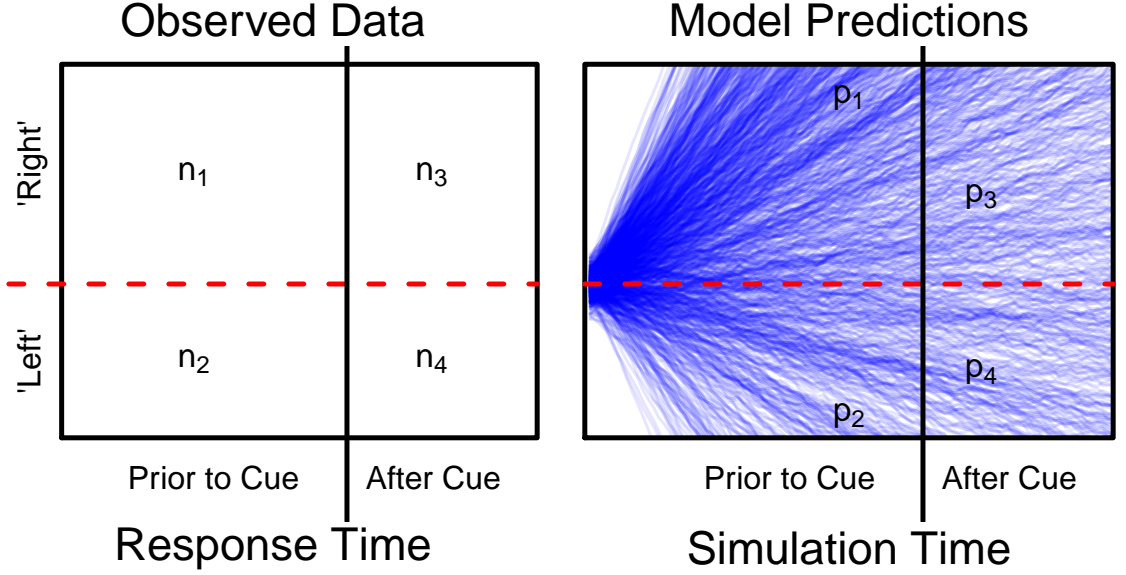 Observed Data
'Right'
n1
n3
'Left'
n2
n4
Prior to Cue
After Cue
Response Time
Model Predictions
p1
p3
p4
p2
Prior to Cue
After Cue
Simulation Time